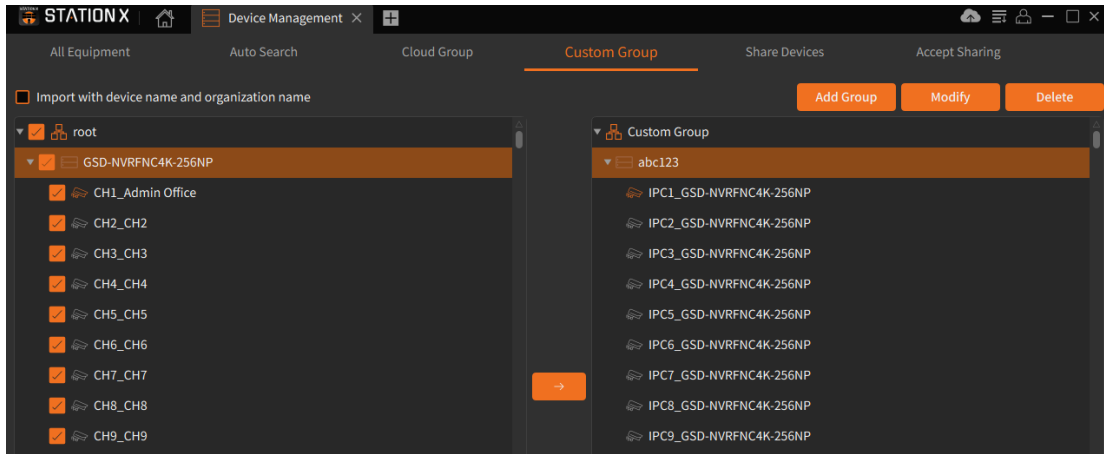 STATION X
Device Management
All Equipment
Auto Search
Cloud Group
Custom Group
Share Devices
Accept Sharing
Import with device name and organization name
Add Group
Modify
Delete
root
GSD-NVRFNC4K-256NP
CH1_Admin Office
CH2_CH2
CH3_CH3
CH4_CH4
CH5_CH5
CH6_CH6
CH7_CH7
CH8_CH8
CH9_CH9
Custom Group
abc123
IPC1_GSD-NVRFNC4K-256NP
IPC2_GSD-NVRFNC4K-256NP
IPC3_GSD-NVRFNC4K-256NP
IPC4_GSD-NVRFNC4K-256NP
IPC5_GSD-NVRFNC4K-256NP
IPC6_GSD-NVRFNC4K-256NP
IPC7_GSD-NVRFNC4K-256NP
IPC8_GSD-NVRFNC4K-256NP
IPC9_GSD-NVRFNC4K-256NP